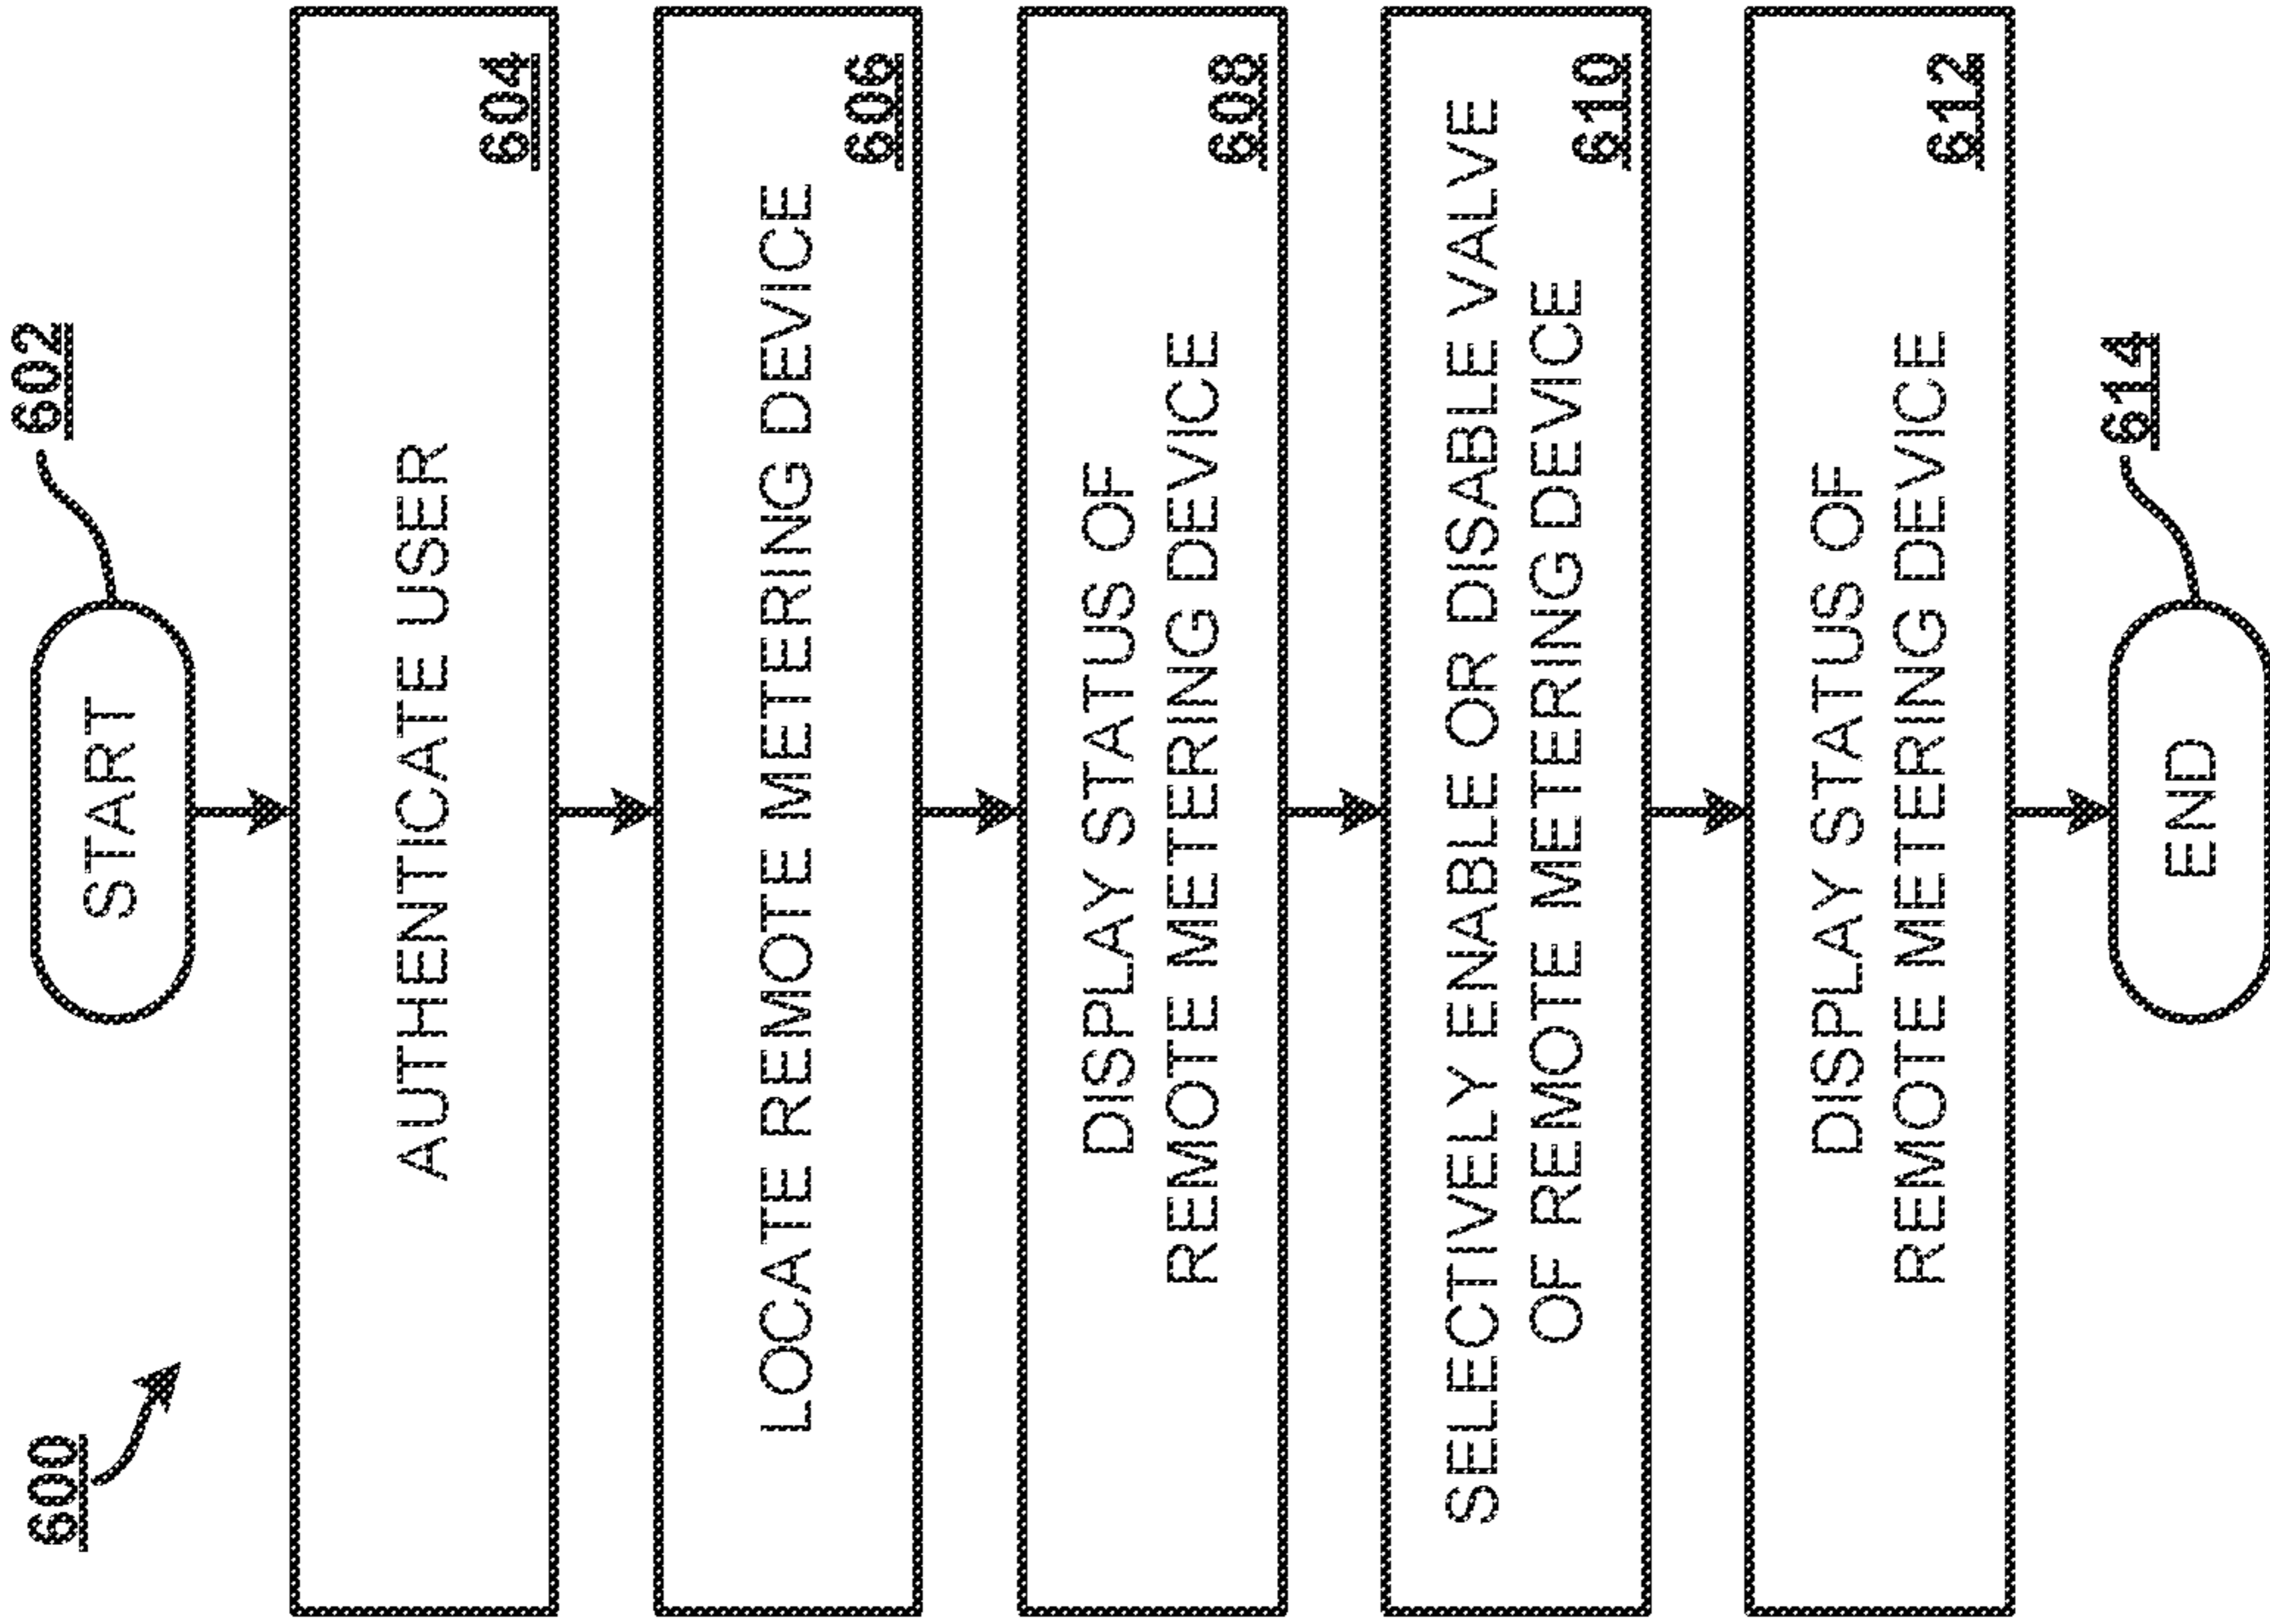 600
602
START
AUTHENTICATE USER
604
LOCATE REMOTE METERING DEVICE
606
DISPLAY STATUS OF
REMOTE METERING DEVICE
608
SELECTIVELY ENABLE OR DISABLE VALVE
OF REMOTE METERING DEVICE
610
DISPLAY STATUS OF
REMOTE METERING DEVICE
612
614
END